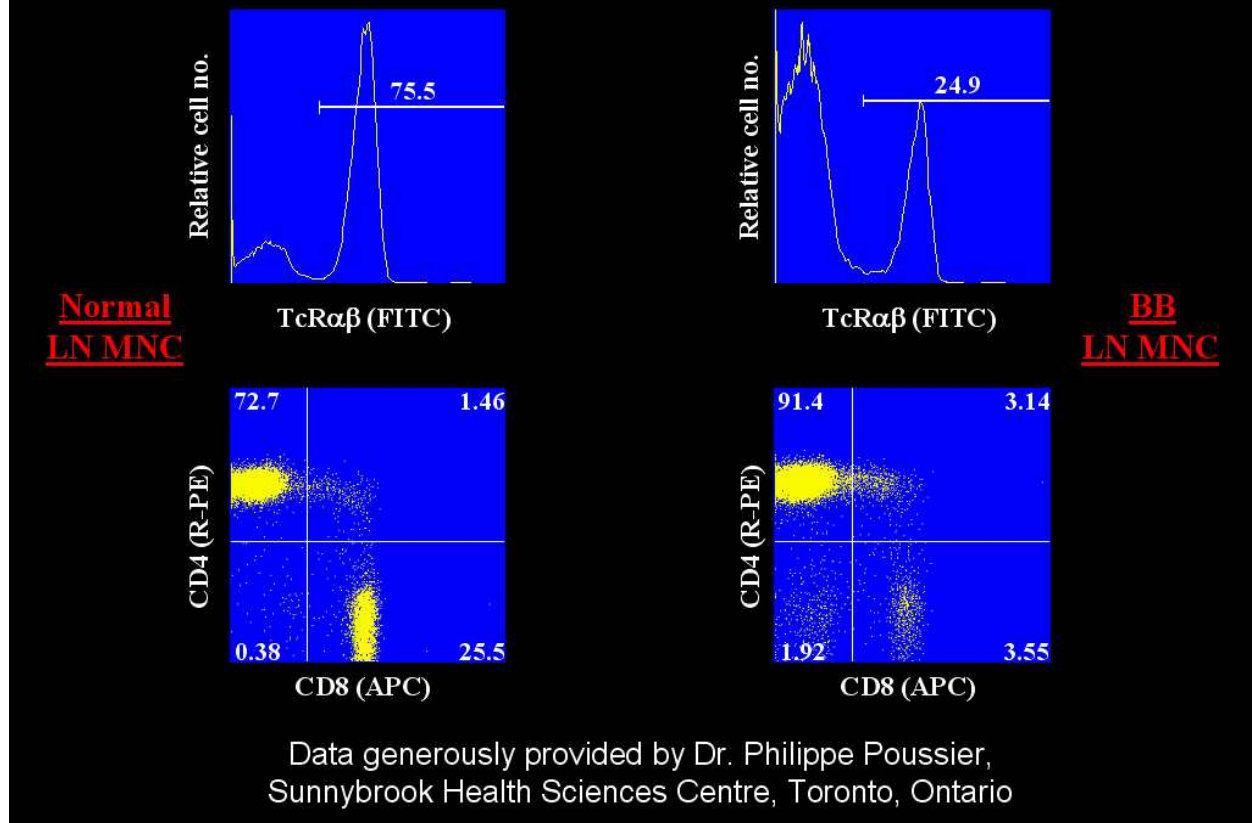 Relative cell no.
75.5
TcRαβ (FITC)
Relative cell no.
24.9
TcRαβ (FITC)
Normal
LN MNC
BB
LN MNC
CD4 (R-PE)
72.7
1.46
0.38
25.5
CD8 (APC)
CD4 (R-PE)
91.4
3.14
1.92
3.55
CD8 (APC)
Data generously provided by Dr. Philippe Poussier,
Sunnybrook Health Sciences Centre, Toronto, Ontario